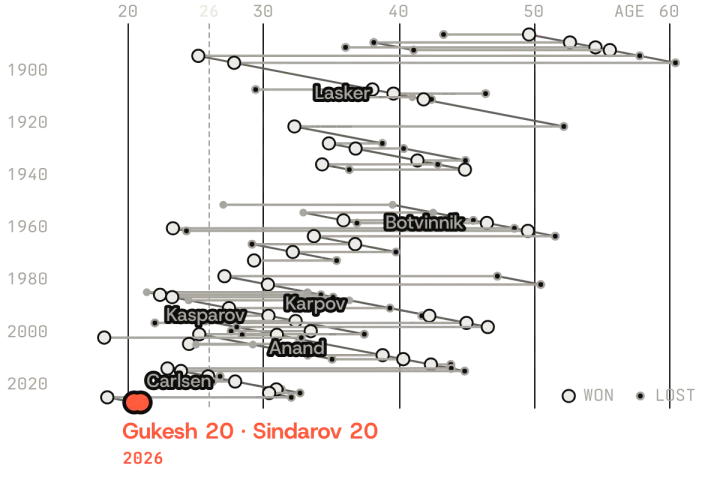 20 26 30 40 50 AGE 60
1900
Lasker
1920
1940
1960
Botvinnik
1980
Karpov
Kasparov
2000
Anand
Carlsen
2020
WON LOST
Gukesh 20 · Sindarov 20
2026